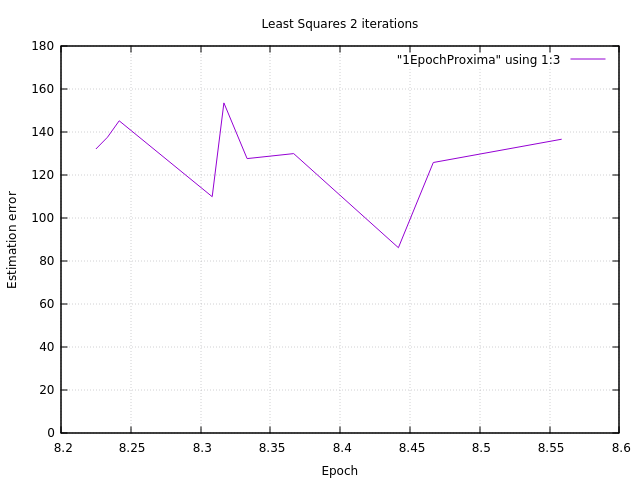 Least Squares 2 iterations
"1EpochProxima" using 1:3
180
160
140
120
100
80
60
40
20
0
Estimation error
8.2 8.25 8.3 8.35 8.4 8.45 8.5 8.55 8.6
Epoch